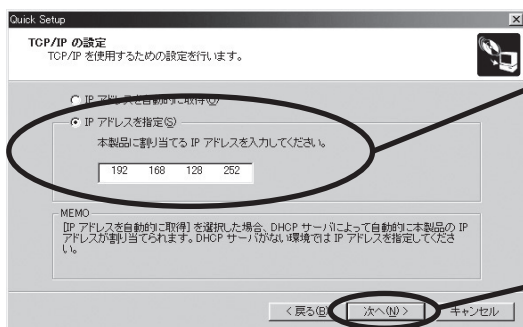 Quick Setup
TCP/IP の設定
TCP/IP を使用するための設定を行います。
IP アドレスを自動的に取得(O)
IP アドレスを指定(S)
本製品に割り当てる IP アドレスを入力してください。
192 168 128 252
MEMO
[IP アドレスを自動的に取得] を選択した場合、DHCP サーバによって自動的に本製品の IP
アドレスが割り当てられます。DHCP サーバがない環境では IP アドレスを指定してくださ
い。
< 戻る(B) 次へ(N) > キャンセル